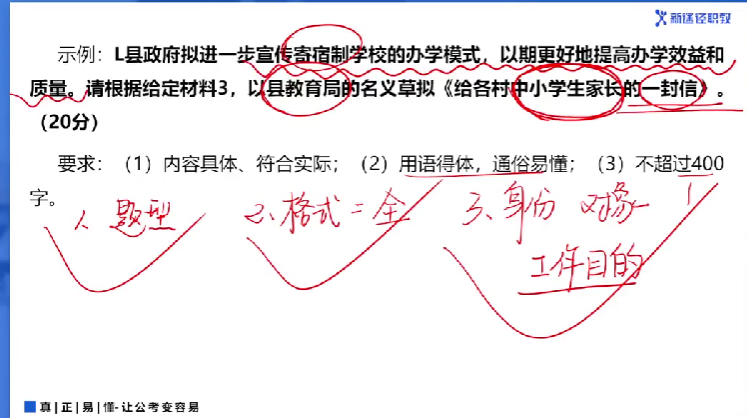 新途径职教
示例：L县政府拟进一步宣传寄宿制学校的办学模式，以期更好地提高办学效益和
质量。请根据给定材料3，以县教育局的名义草拟《给各村中小学生家长的一封信》。
（20分）
要求：（1）内容具体、符合实际；（2）用语得体，通俗易懂；（3）不超过400
字。
1、题型 2、格式=全 3、身份 对象
工作目的
真|正|易|懂-让公考变容易